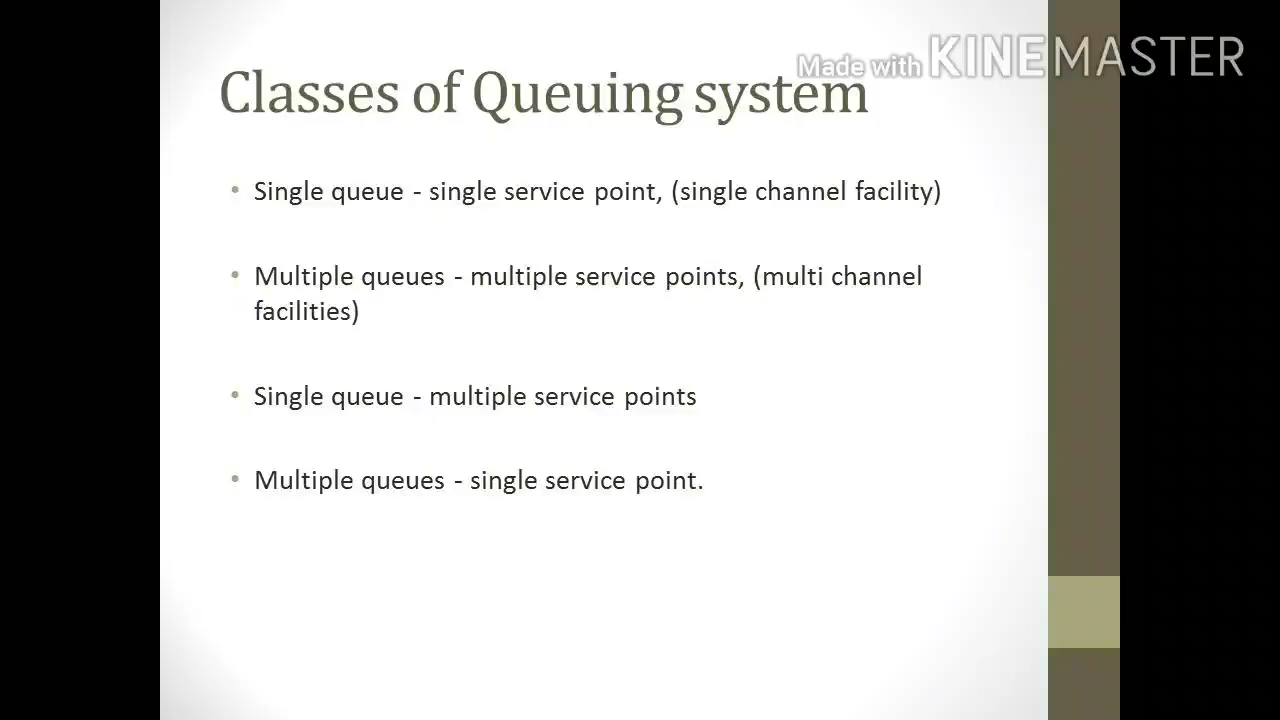 Made with KINEMASTER
Classes of Queuing system
• Single queue - single service point, (single channel facility)
• Multiple queues - multiple service points, (multi channel
facilities)
• Single queue - multiple service points
• Multiple queues - single service point.